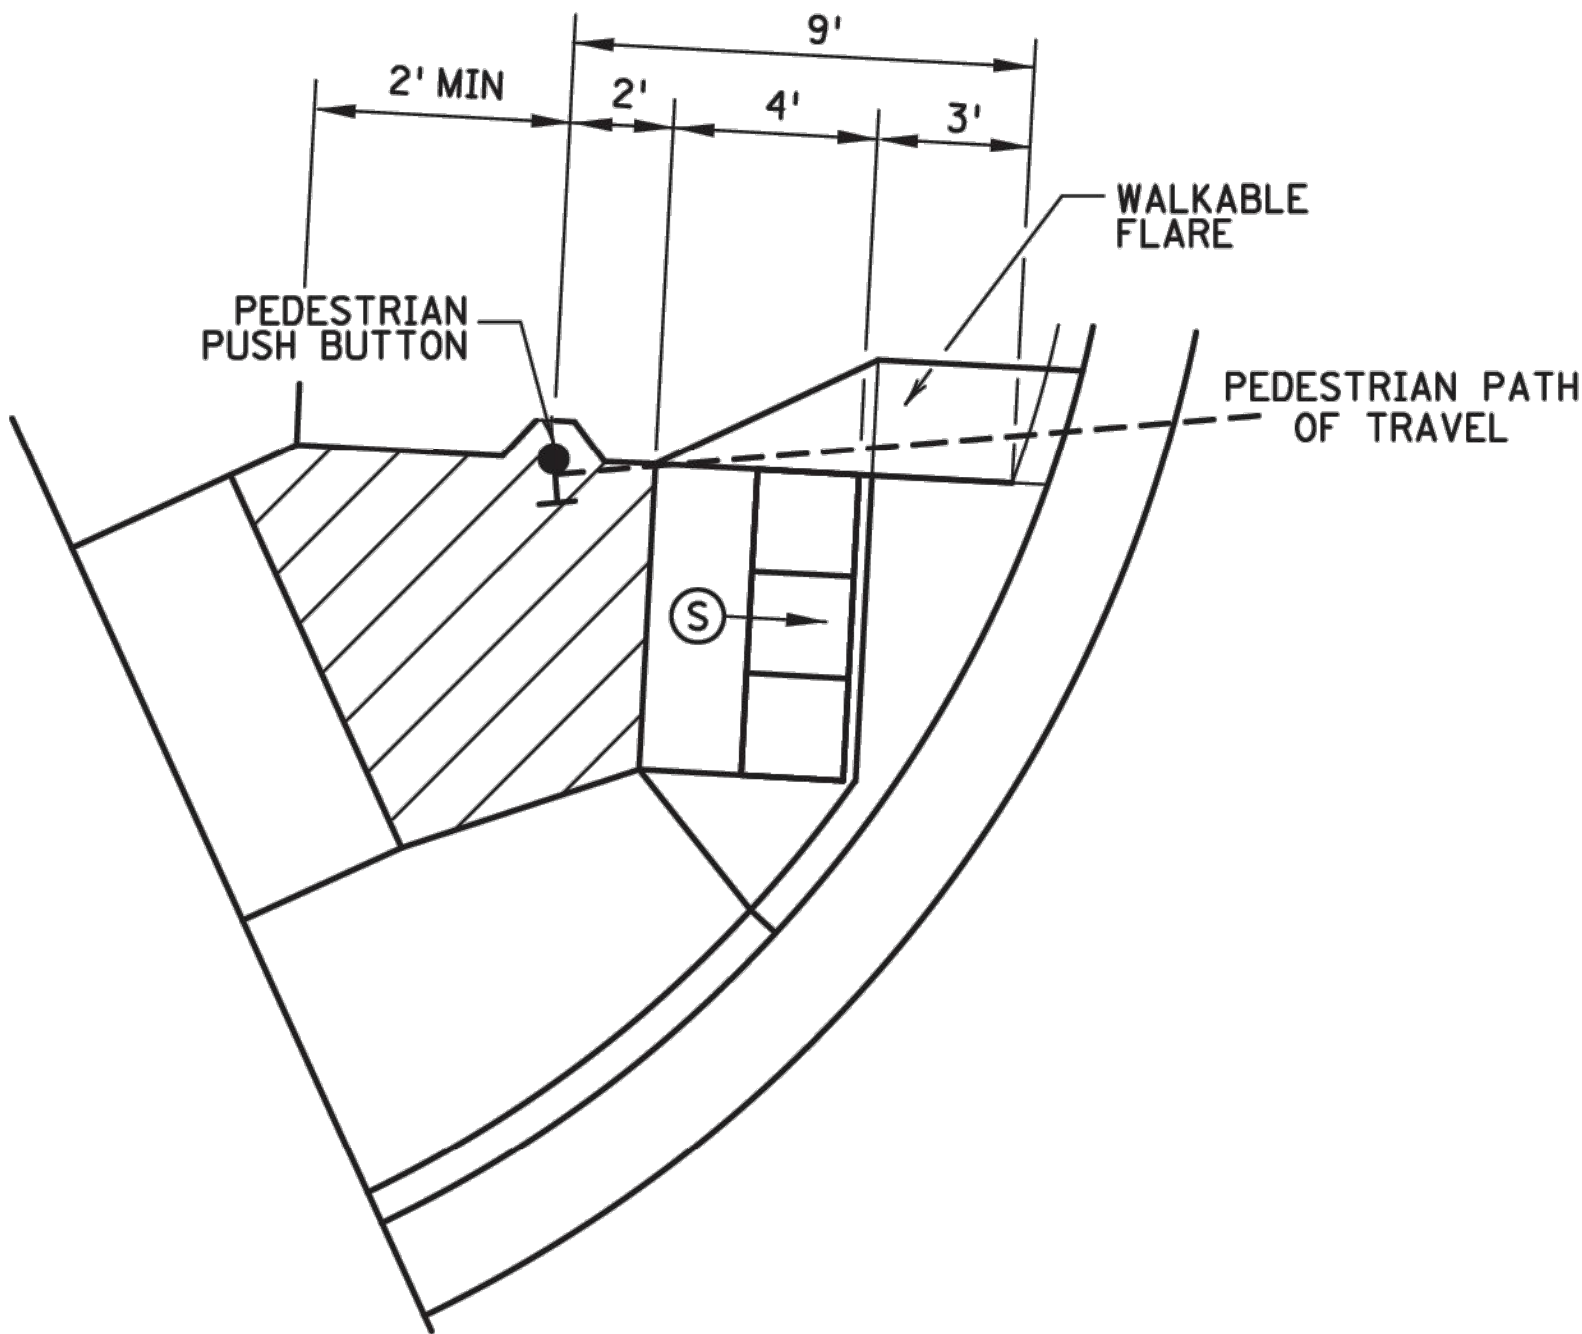 9'
2' MIN
2'
4'
3'
WALKABLE
FLARE
PEDESTRIAN
PUSH BUTTON
PEDESTRIAN PATH
OF TRAVEL
S